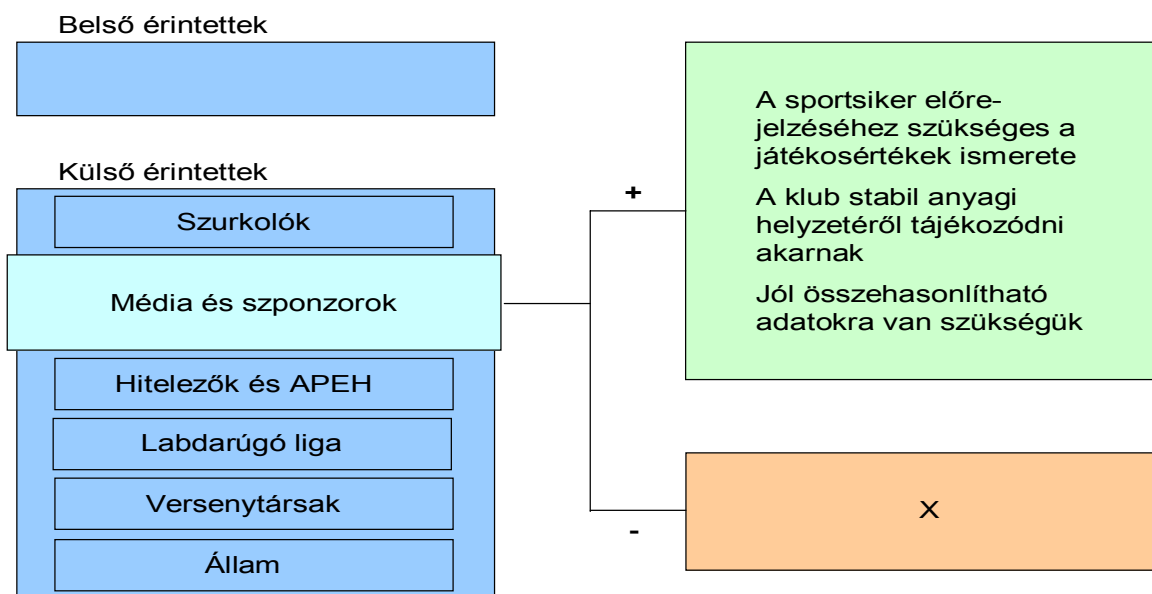 Belső érintettek
Külső érintettek
Szurkolók
Média és szponzorok
Hitelezők és APEH
Labdarúgó liga
Versenytársak
Állam
+
-
A sportsiker előre-
jelzéséhez szükséges a
játékosértékek ismerete
A klub stabil anyagi
helyzetéről tájékozódni
akarnak
Jól összehasonlítható
adatokra van szükségük
X